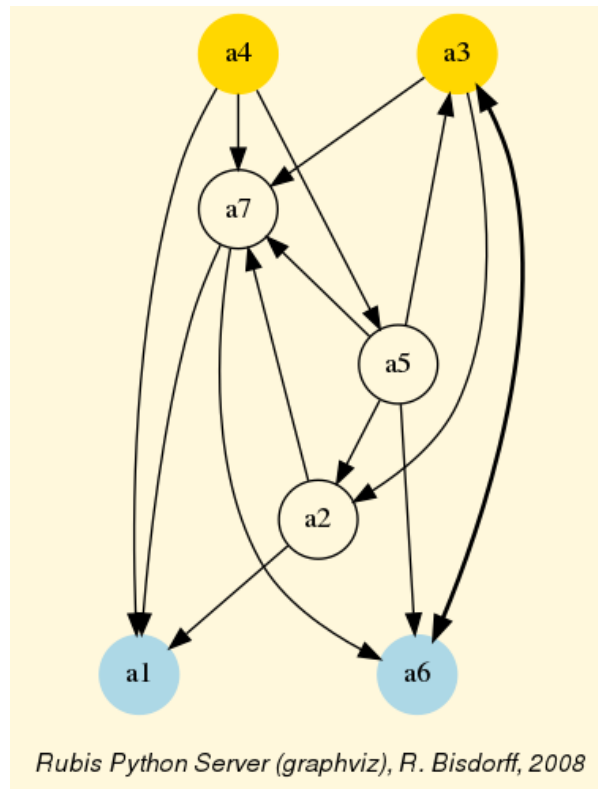 a4
a3
a7
a5
a2
a1
a6
Rubis Python Server (graphviz), R. Bisdorff, 2008